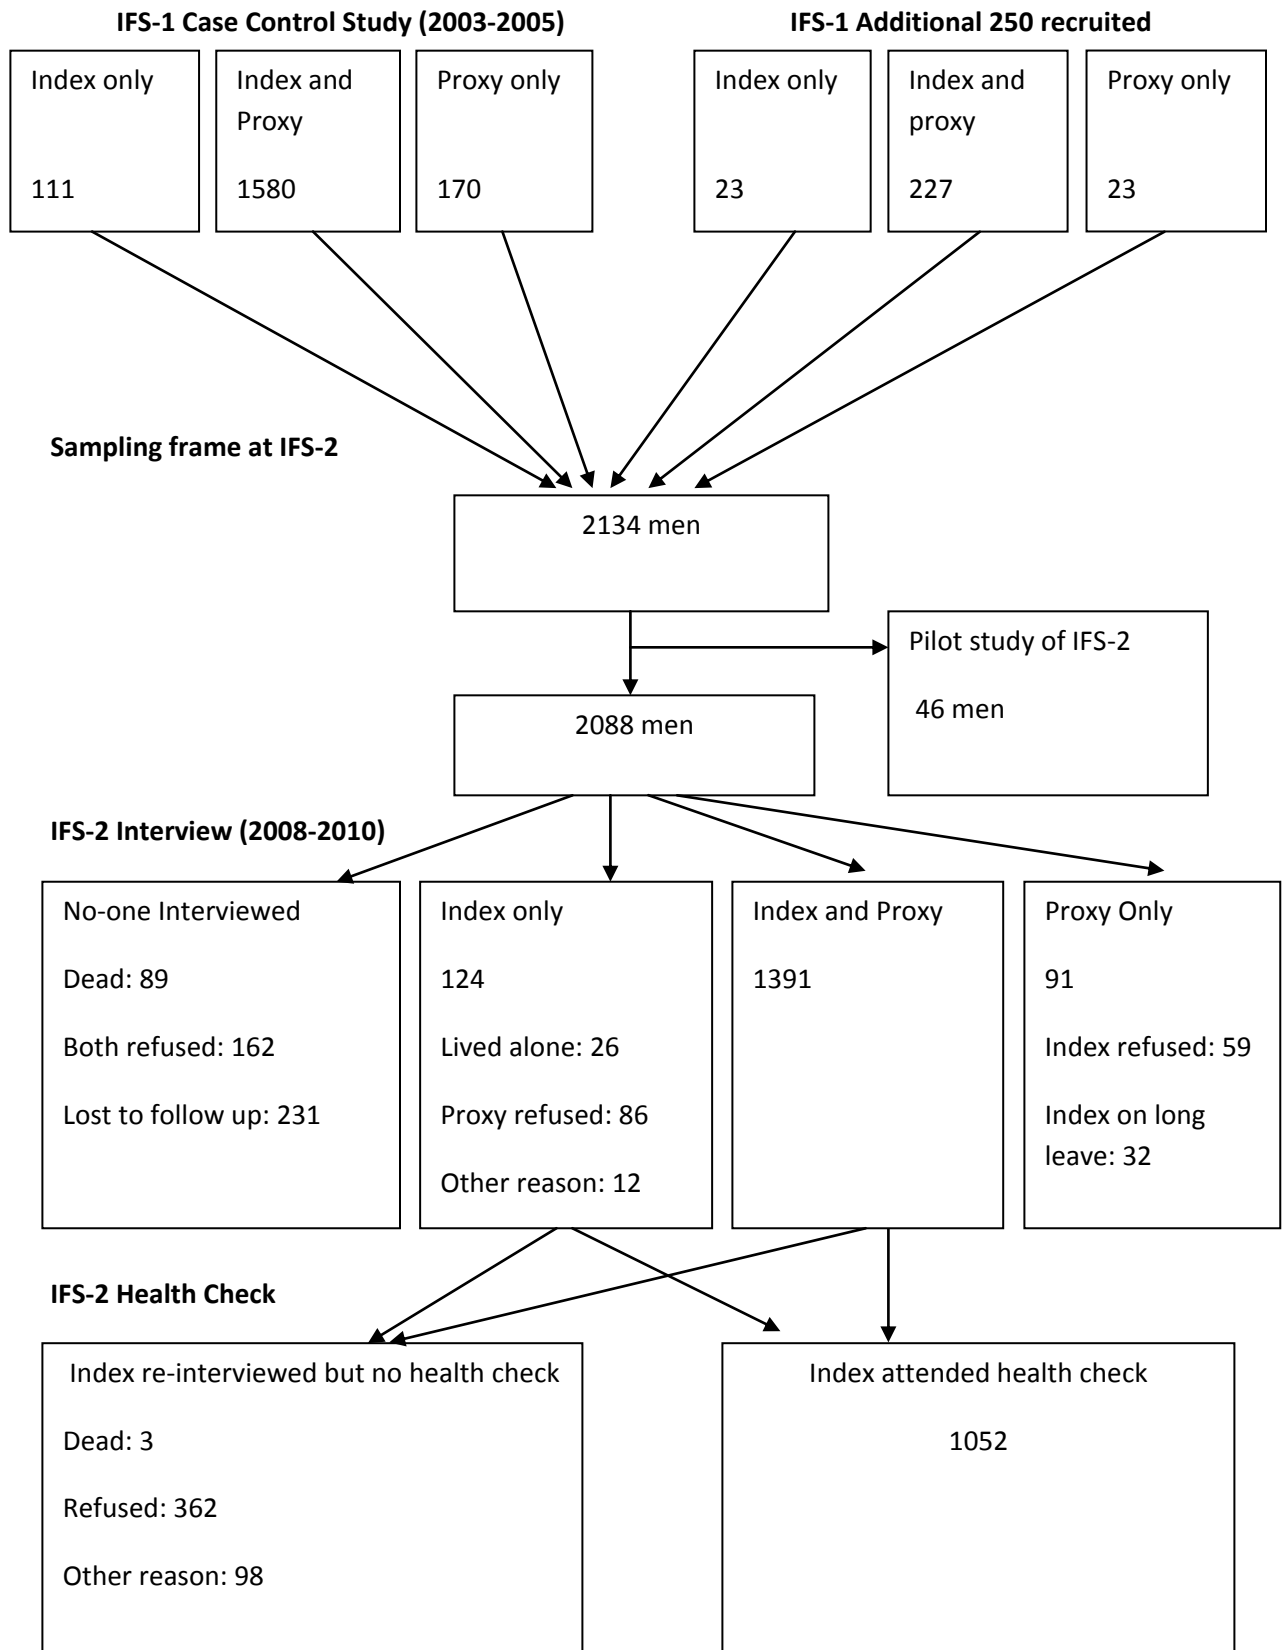 IFS-1 Case Control Study (2003-2005)
IFS-1 Additional 250 recruited
Index only
111
Index and
Proxy
1580
Proxy only
170
Index only
23
Index and
proxy
227
Proxy only
23
Sampling frame at IFS-2
2134 men
Pilot study of IFS-2
46 men
2088 men
IFS-2 Interview (2008-2010)
No-one Interviewed
Dead: 89
Both refused: 162
Lost to follow up: 231
Index only
124
Lived alone: 26
Proxy refused: 86
Other reason: 12
Index and Proxy
1391
Proxy Only
91
Index refused: 59
Index on long
leave: 32
IFS-2 Health Check
Index re-interviewed but no health check
Dead: 3
Refused: 362
Other reason: 98
Index attended health check
1052